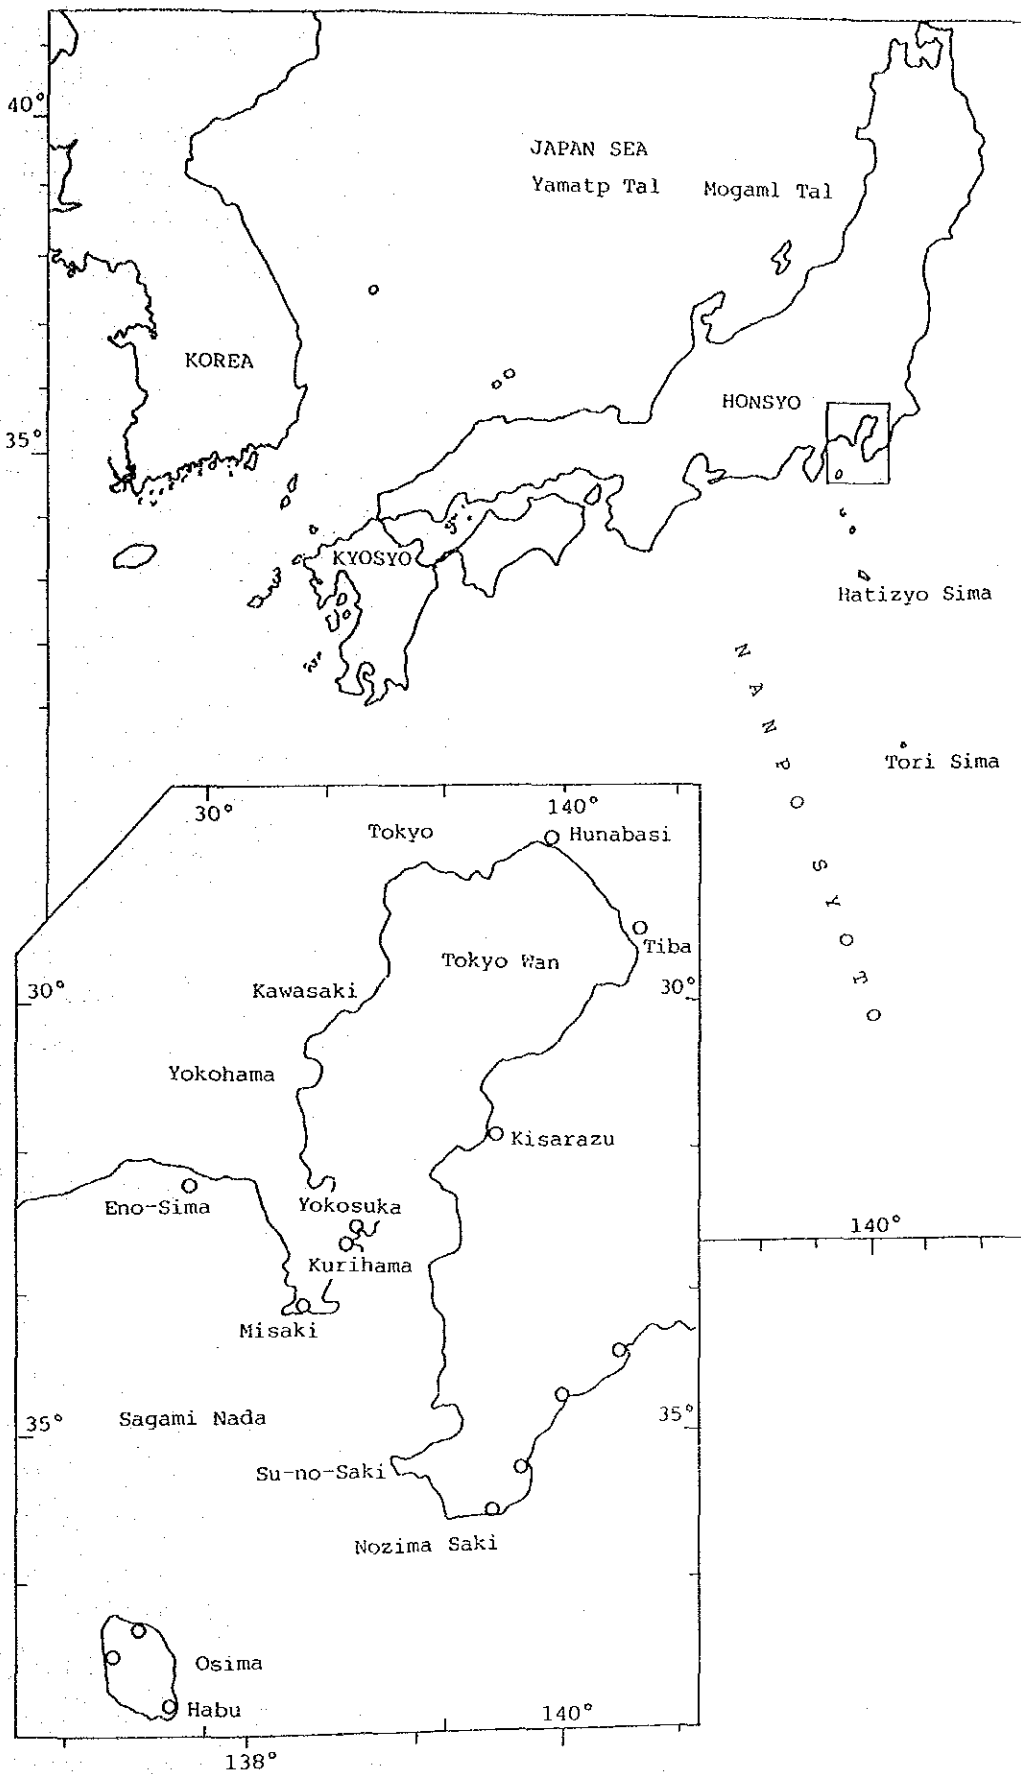 40°
JAPAN SEA
Yamatp Tal Mogaml Tal
KOREA
HONSYO
35°
KYOSYO
Hatizyo Sima
NANPO SYOTO
Tori Sima
30° 140°
Tokyo
Hunabasi
Tiba
Tokyo Wan
30°
Kawasaki
30°
Yokohama
Kisarazu
Eno-Sima
Yokosuka
140°
Kurihama
Misaki
35°
Sagami Nada
35°
Su-no-Saki
Nozima Saki
Osima
Habu
140°
138°